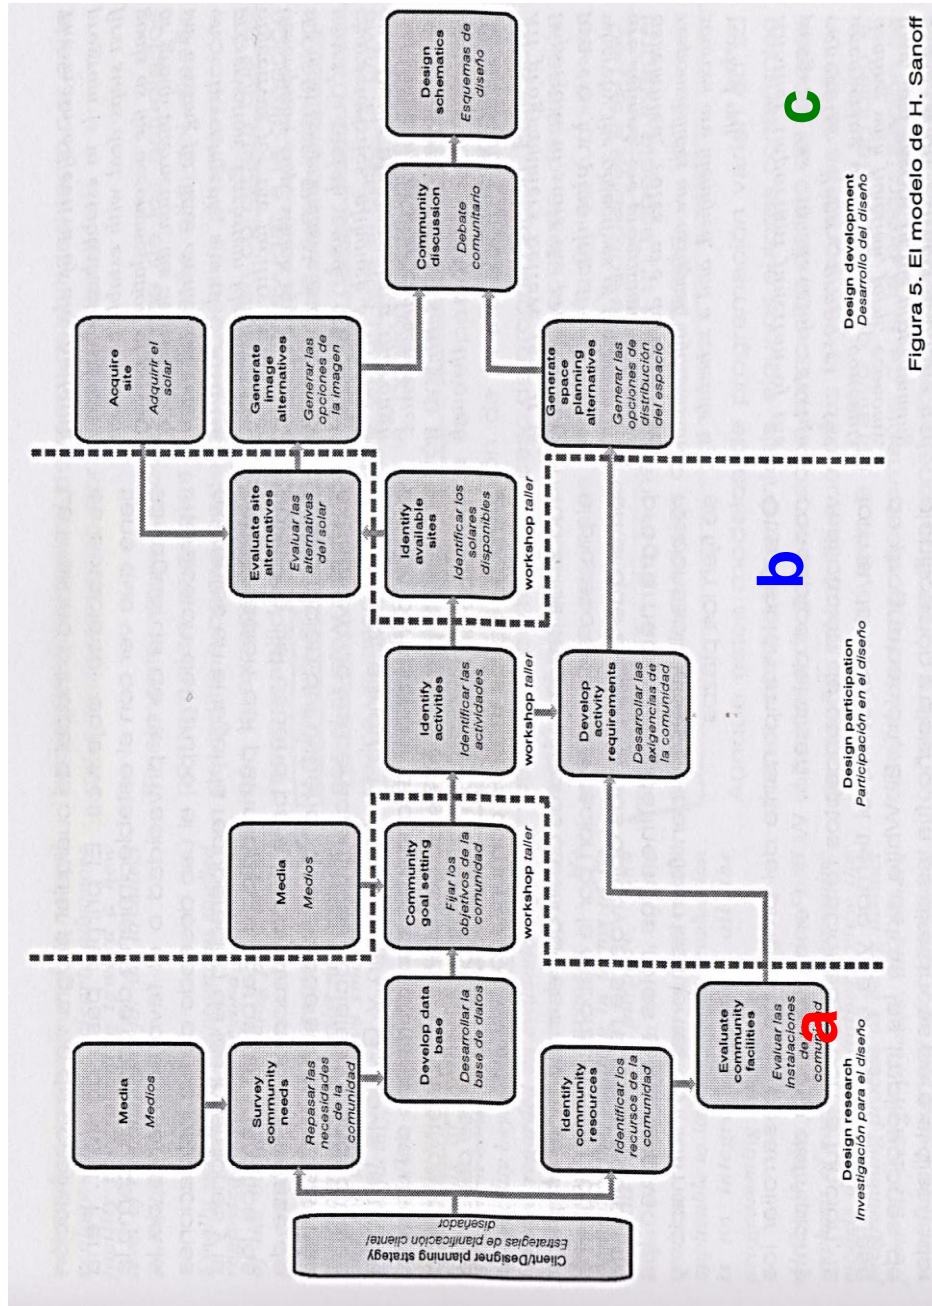 Client/Designer planning strategy
Estrategias de planificación cliente/
diseñador
Media
Medios
Survey
community
needs
Repasar las
necesidades
de la
comunidad
Develop data
base
Desarrollar la
base de datos
Identify
community
resources
Identificar los
recursos de la
comunidad
Evaluate
community
facilities
Evaluar las
instalaciones
de la
comunidad
a
Design research
Investigación para el diseño
Media
Medios
Community
goal setting
Fijar los
objetivos de la
comunidad
workshop taller
Identify
activities
Identificar las
actividades
workshop taller
Develop
activity
requirements
Desarrollar las
exigencias de
la comunidad
Evaluate site
alternatives
Evaluar las
alternativas
del solar
Identify
available
sites
Identificar los
solares
disponibles
workshop taller
b
Design participation
Participación en el diseño
Acquire
site
Adquirir el
solar
Generate
image
alternatives
Generar las
opciones de
la imagen
Generate
space
planning
alternatives
Generar las
opciones de
distribución
del espacio
Community
discussion
Debate
comunitario
Design
schematics
Esquemas de
diseño
c
Design development
Desarrollo del diseño
Figura 5. El modelo de H. Sanoff